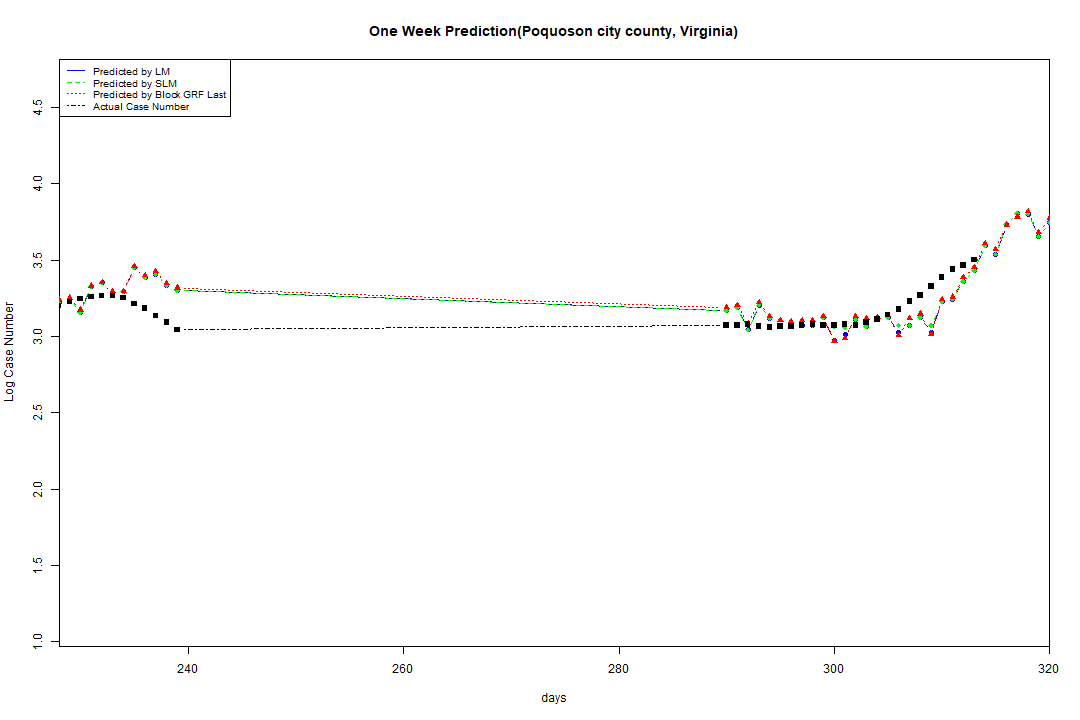 One Week Prediction(Poquoson city county, Virginia)
Predicted by LM
Predicted by SLM
Predicted by Block GRF Last
Actual Case Number
4.5
4.0
3.5
3.0
2.5
2.0
1.5
1.0
Log Case Number
240 260 280 300 320
days